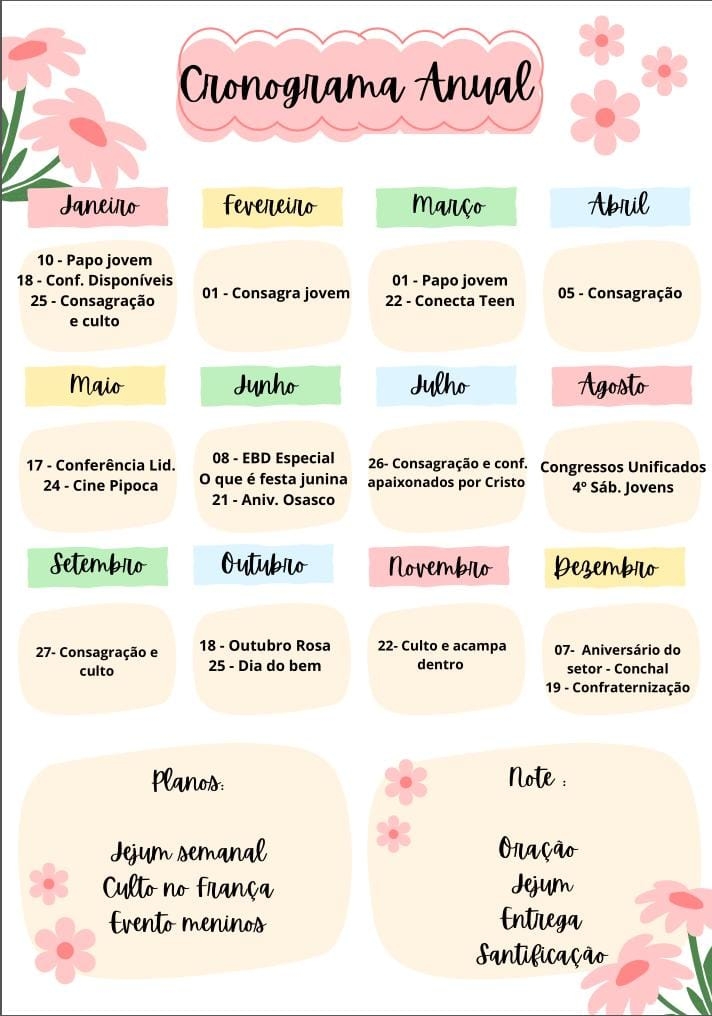 Cronograma Anual
Janeiro
10 - Papo jovem
18 - Conf. Disponíveis
25 - Consagração
e culto
Fevereiro
01 - Consagra jovem
Março
01 - Papo jovem
22 - Conecta Teen
Abril
05 - Consagração
Maio
17 - Conferência Lid.
24 - Cine Pipoca
Junho
08 - EBD Especial
O que é festa junina
21 - Aniv. Osasco
Julho
26- Consagração e conf.
apaixonados por Cristo
Agosto
Congressos Unificados
4º Sáb. Jovens
Setembro
27- Consagração e
culto
Outubro
18 - Outubro Rosa
25 - Dia do bem
Novembro
22- Culto e acampa
dentro
Dezembro
07- Aniversário do
setor - Conchal
19 - Confraternização
Planos:
Jejum semanal
Culto no França
Evento meninos
Note :
Oração
Jejum
Entrega
Santificação